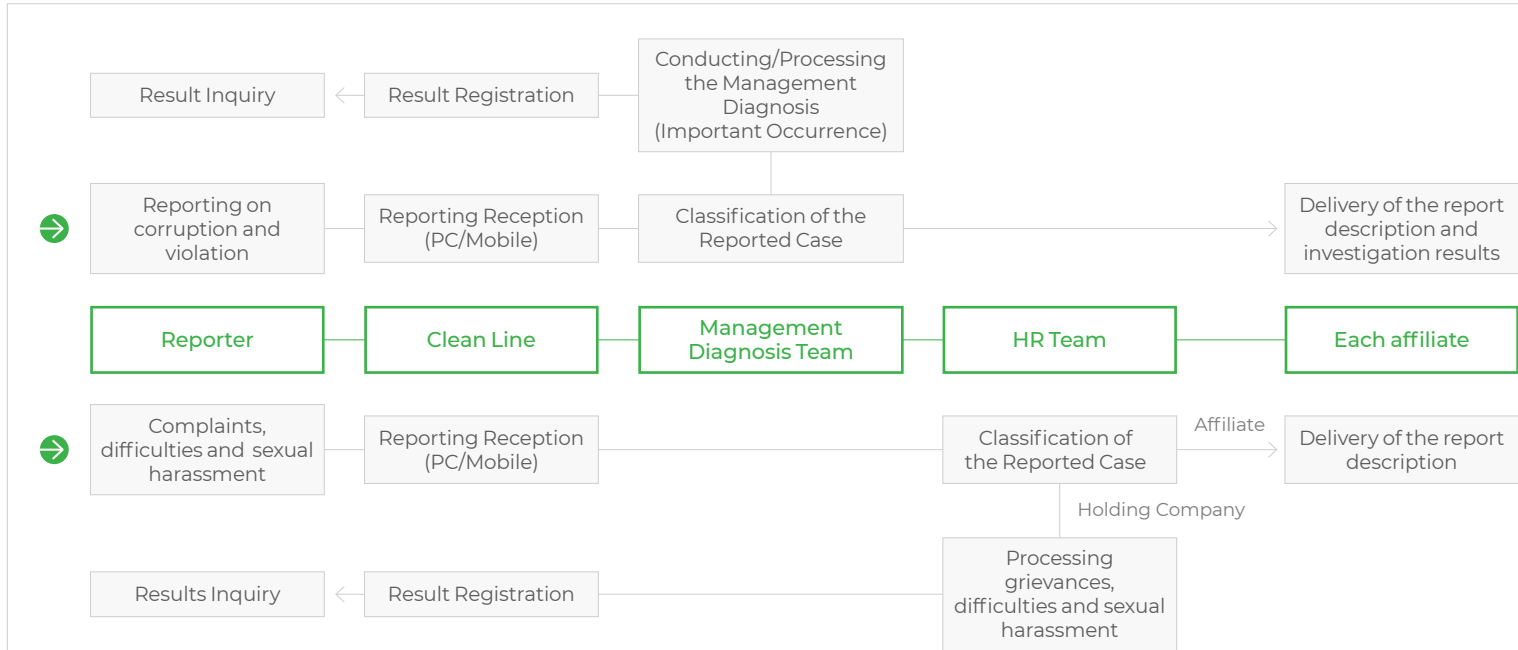 Result Inquiry
Result Registration
Conducting/Processing
the Management
Diagnosis
(Important Occurrence)
Reporting on
corruption and
violation
Reporting Reception
(PC/Mobile)
Classification of the
Reported Case
Delivery of the report
description and
investigation results
Reporter
Clean Line
Management
Diagnosis Team
HR Team
Each affiliate
Complaints,
difficulties and sexual
harassment
Reporting Reception
(PC/Mobile)
Classification of
the Reported Case
Affiliate
Delivery of the report
description
Holding Company
Results Inquiry
Result Registration
Processing
grievances,
difficulties and sexual
harassment